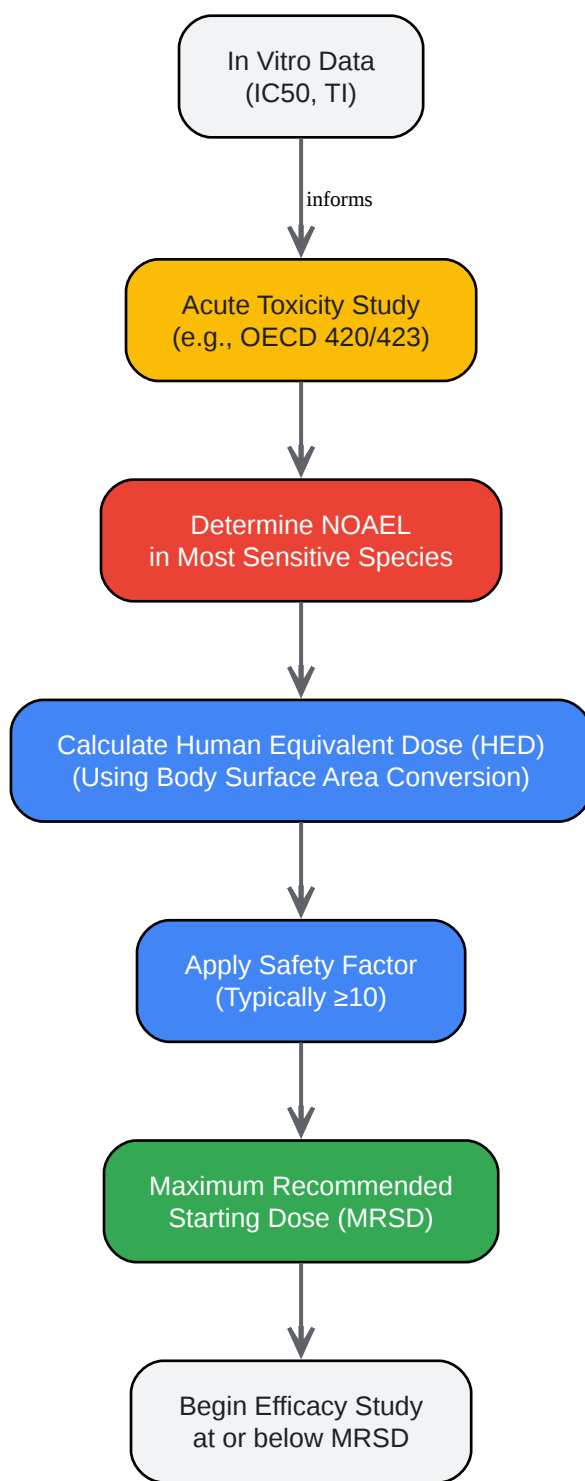 In Vitro Data
(IC50, TI)
informs
Acute Toxicity Study
(e.g., OECD 420/423)
Determine NOAEL
in Most Sensitive Species
Calculate Human Equivalent Dose (HED)
(Using Body Surface Area Conversion)
Apply Safety Factor
(Typically ≥10)
Maximum Recommended
Starting Dose (MRSD)
Begin Efficacy Study
at or below MRSD